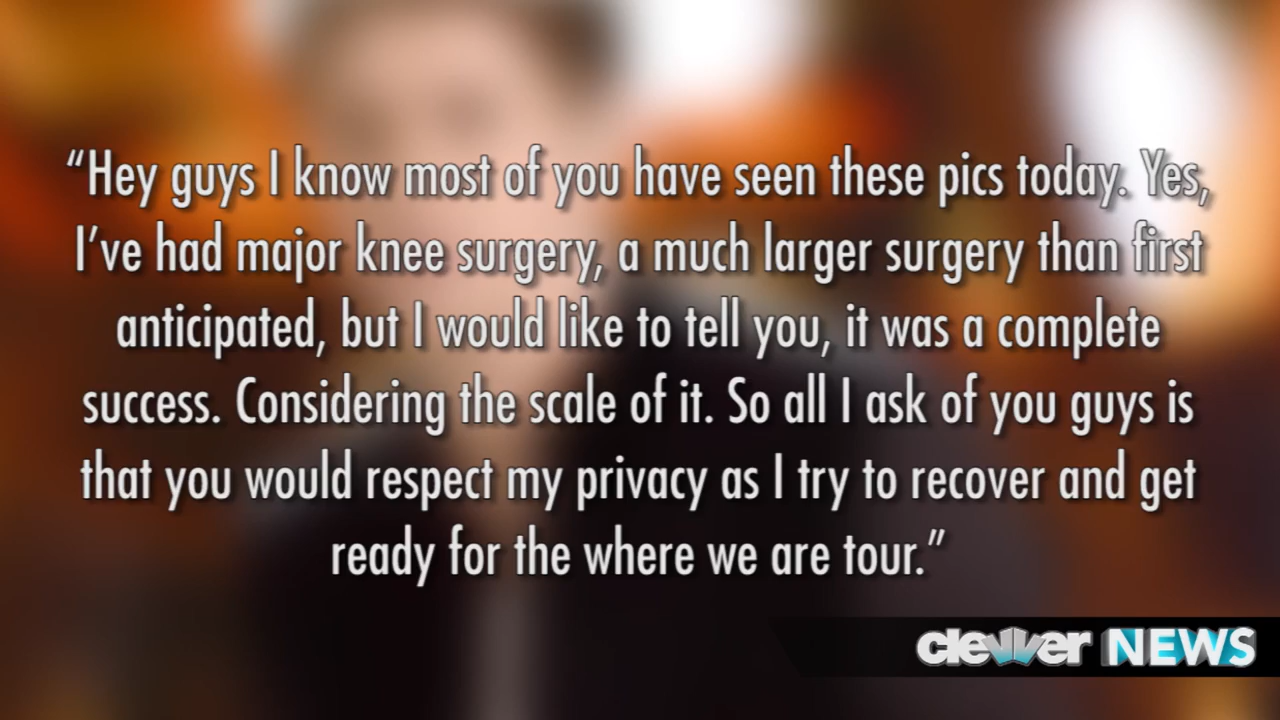 “Hey guys I know most of you have seen these pics today. Yes,
I’ve had major knee surgery, a much larger surgery than first
anticipated, but I would like to tell you, it was a complete
success. Considering the scale of it. So all I ask of you guys is
that you would respect my privacy as I try to recover and get
ready for the where we are tour.”
clevver NEWS